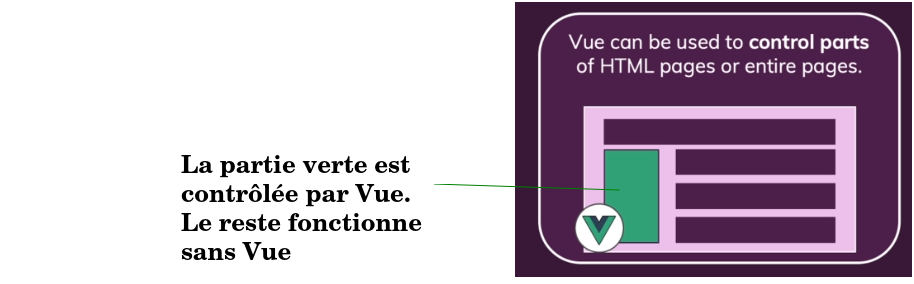 Vue can be used to control parts
of HTML pages or entire pages.
La partie verte est
contrôlée par Vue.
Le reste fonctionne
sans Vue